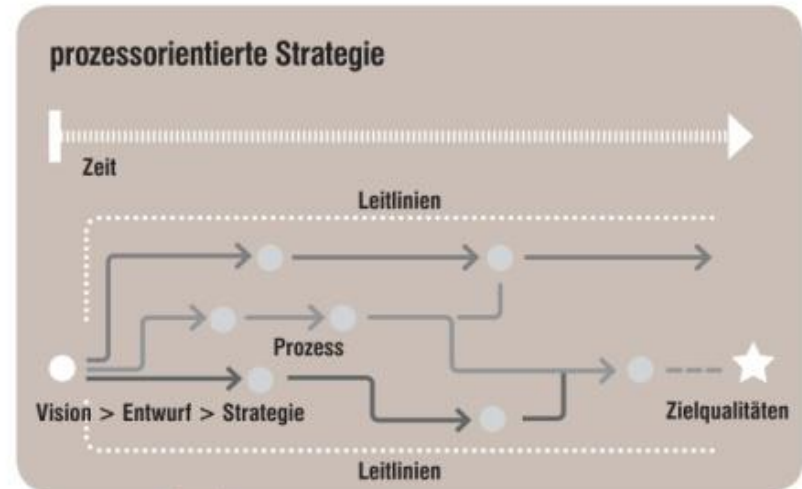 prozessorientierte Strategie
Zeit
Leitlinien
Prozess
Vision > Entwurf > Strategie
Zielqualitäten
Leitlinien